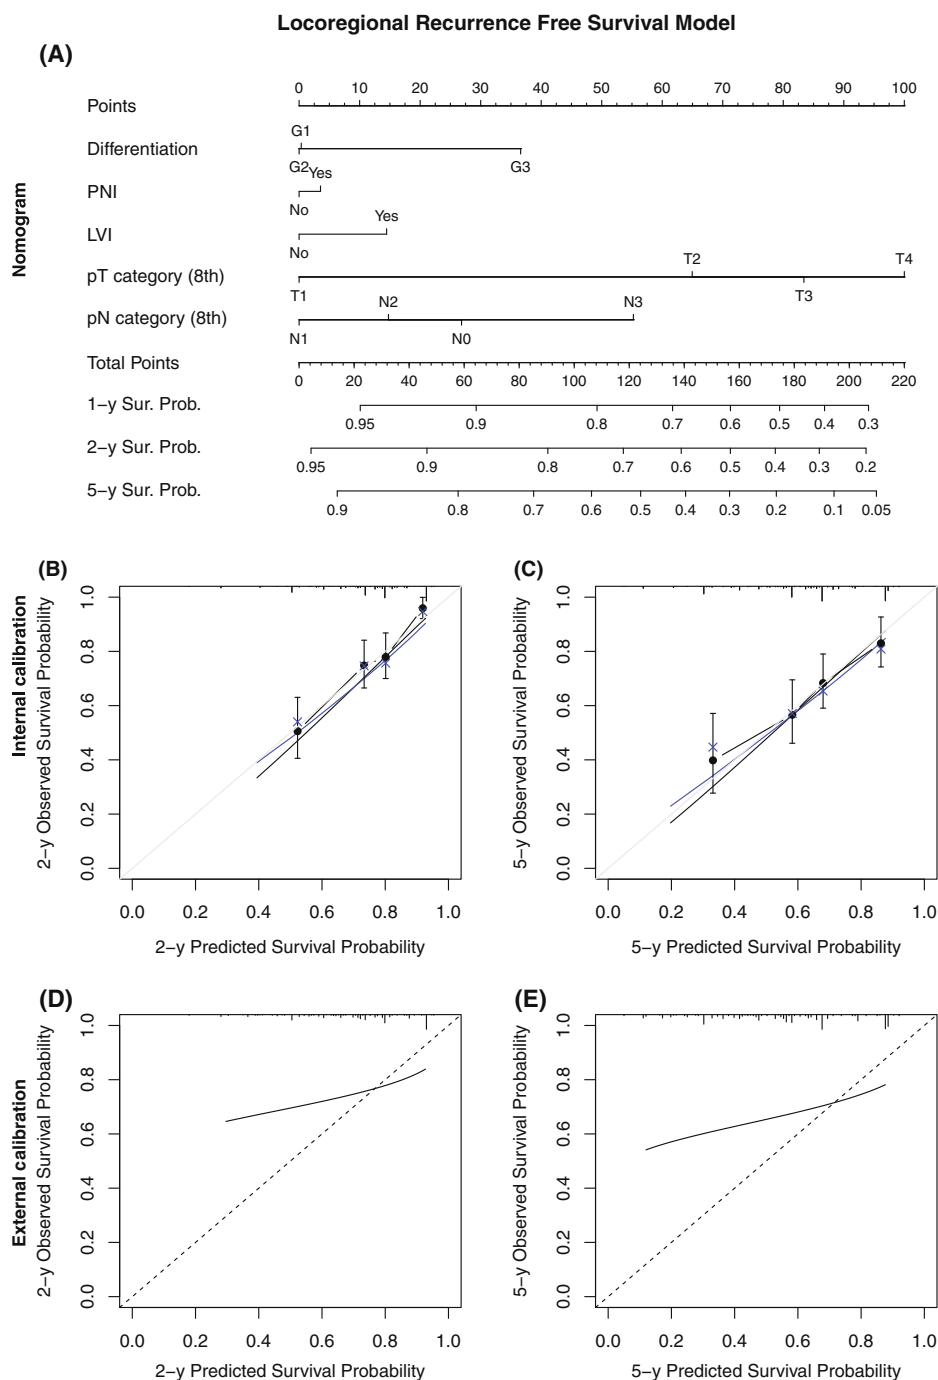 Locoregional Recurrence Free Survival Model
(A)
Nomogram
Points
0 10 20 30 40 50 60 70 80 90 100
Differentiation
G1
G2 G3
PNI
Yes
No
LVI
Yes
No
pT category (8th)
T2 T4
T1 T3
pN category (8th)
N2 N3
N1 N0
Total Points
0 20 40 60 80 100 120 140 160 180 200 220
1−y Sur. Prob.
0.95 0.9 0.8 0.7 0.6 0.5 0.4 0.3
2−y Sur. Prob.
0.95 0.9 0.8 0.7 0.6 0.5 0.4 0.3 0.2
5−y Sur. Prob.
0.9 0.8 0.7 0.6 0.5 0.4 0.3 0.2 0.1 0.05
Internal calibration
(B)
2−y Observed Survival Probability
1.0
0.8
0.6
0.4
0.2
0.0
0.0 0.2 0.4 0.6 0.8 1.0
2−y Predicted Survival Probability
(C)
5−y Observed Survival Probability
1.0
0.8
0.6
0.4
0.2
0.0
0.0 0.2 0.4 0.6 0.8 1.0
5−y Predicted Survival Probability
External calibration
(D)
2−y Observed Survival Probability
1.0
0.8
0.6
0.4
0.2
0.0
0.0 0.2 0.4 0.6 0.8 1.0
2−y Predicted Survival Probability
(E)
5−y Observed Survival Probability
1.0
0.8
0.6
0.4
0.2
0.0
0.0 0.2 0.4 0.6 0.8 1.0
5−y Predicted Survival Probability